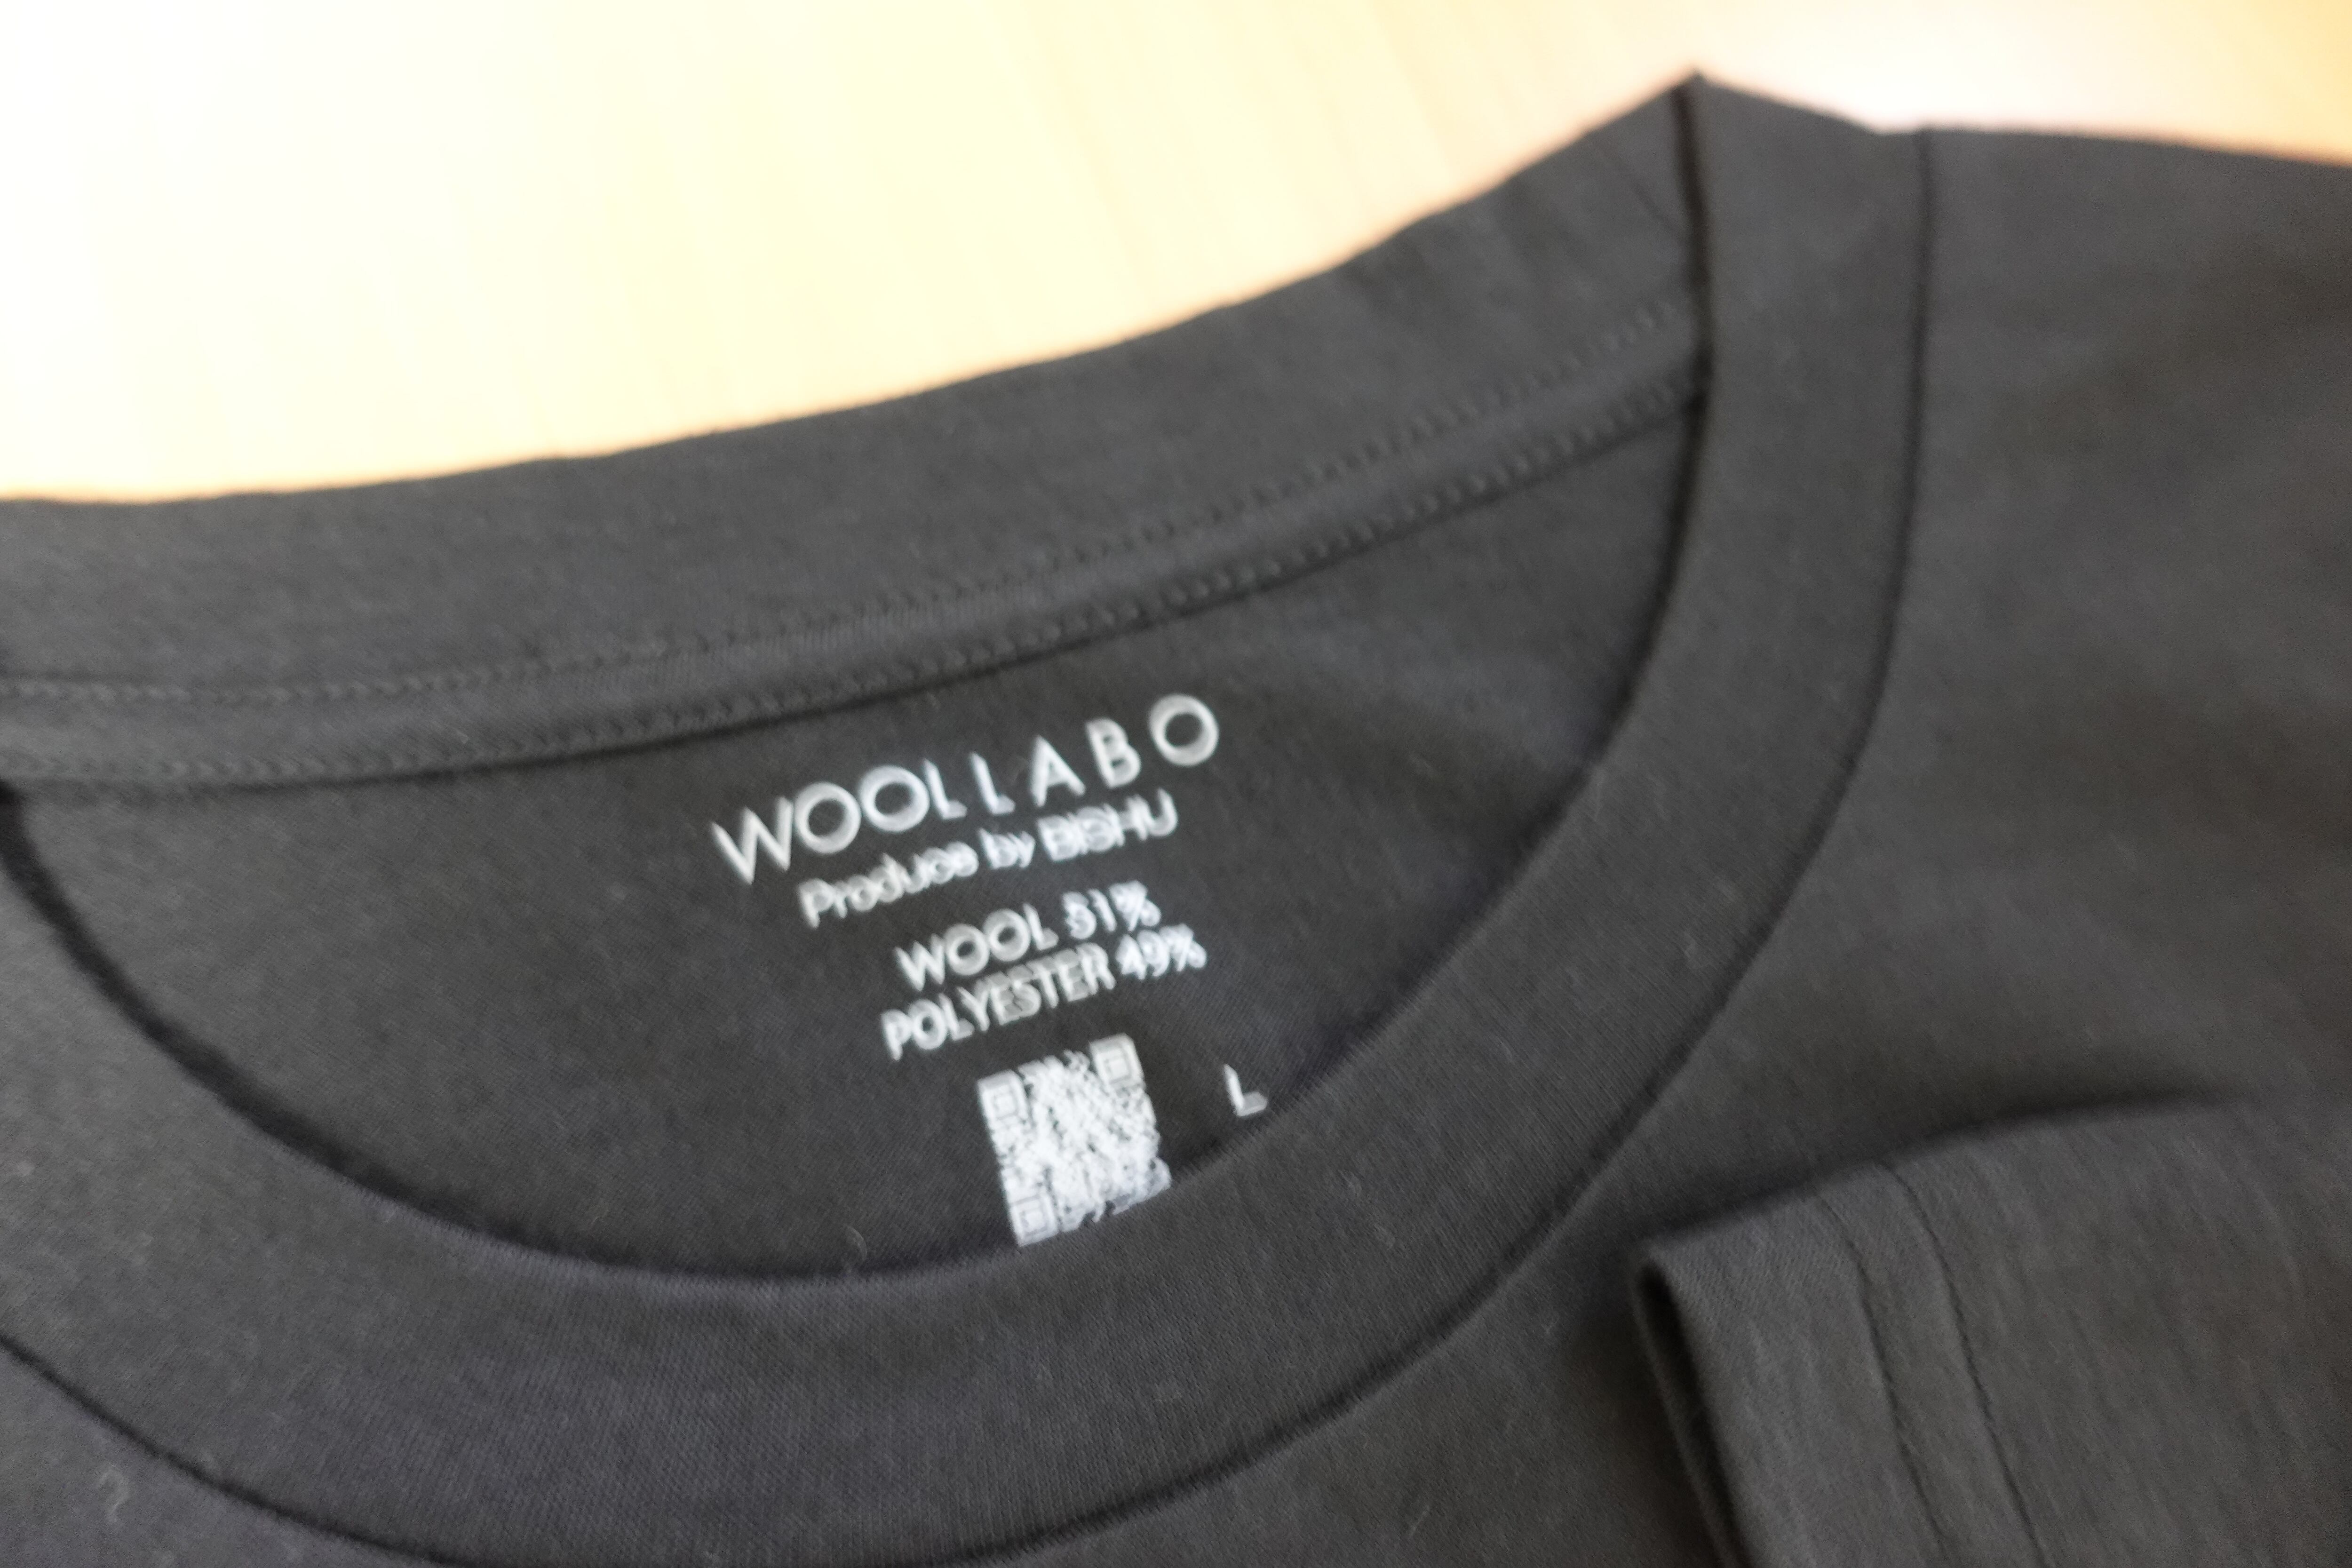 WOOLLABO
Produce by BISHU
WOOL 51%
POLYESTER 49%
L